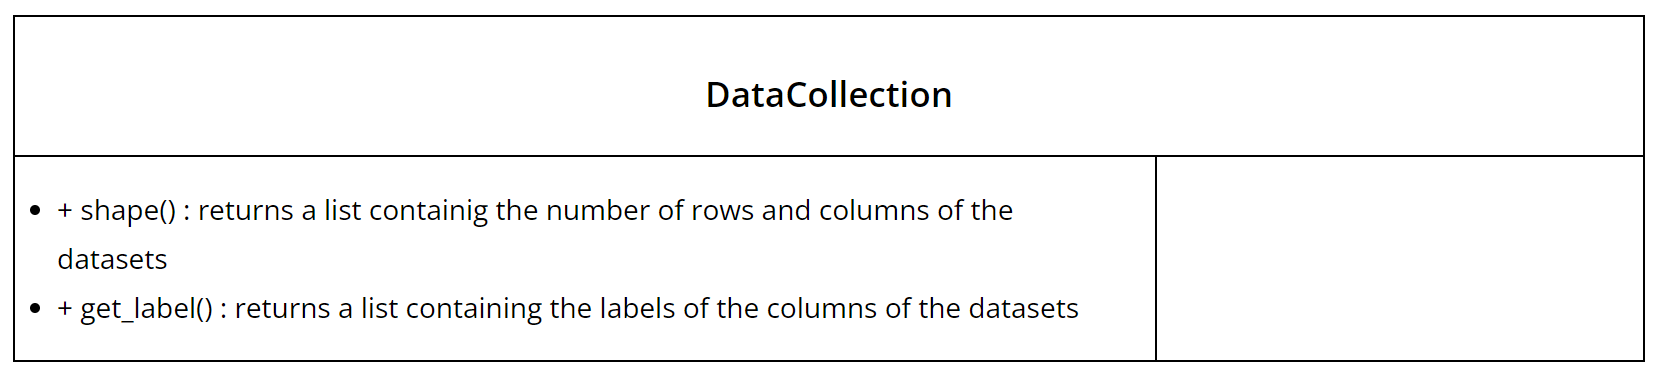 DataCollection
+ shape() : returns a list containig the number of rows and columns of the
datasets
+ get_label() : returns a list containing the labels of the columns of the datasets